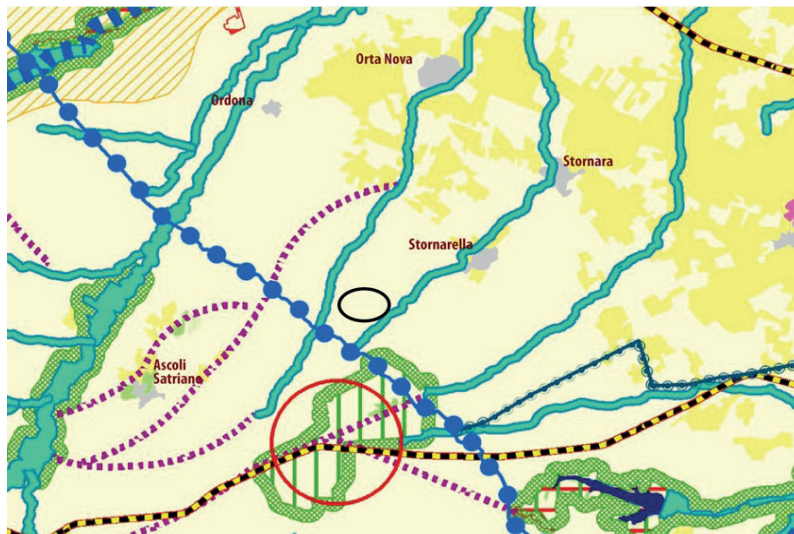 Orta Nova
Ordona
Stornara
Stornarella
Ascoli
Satriano